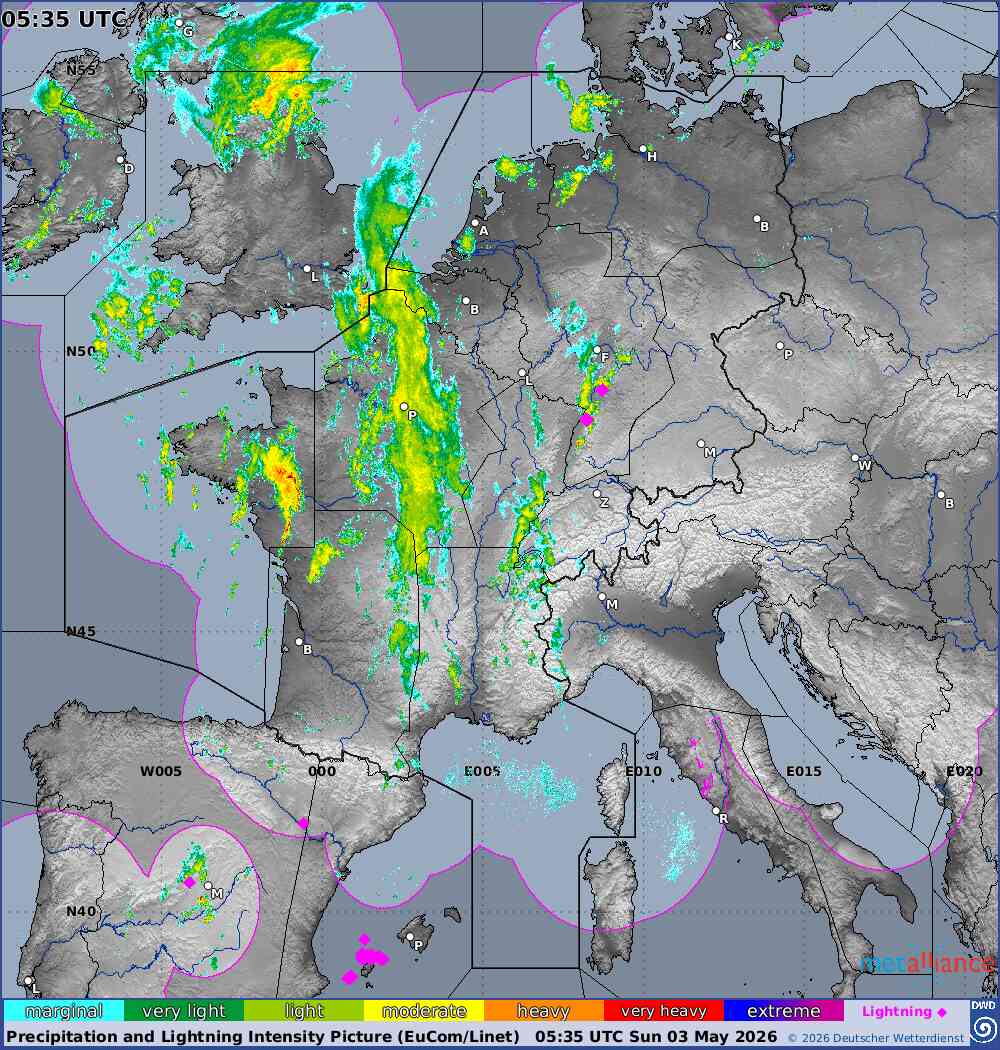 05:35 UTC
G
K
N55
D
H
A
B
L
B
N50
F
P
L
P
M
W
Z
B
M
N45
B
W005
000
E005
E010
E015
E020
R
M
N40
P
metalliance
L
marginal very light light moderate heavy very heavy extreme Lightning
DWD
Precipitation and Lightning Intensity Picture (EuCom/Linet) 05:35 UTC Sun 03 May 2026 © 2026 Deutscher Wetterdienst